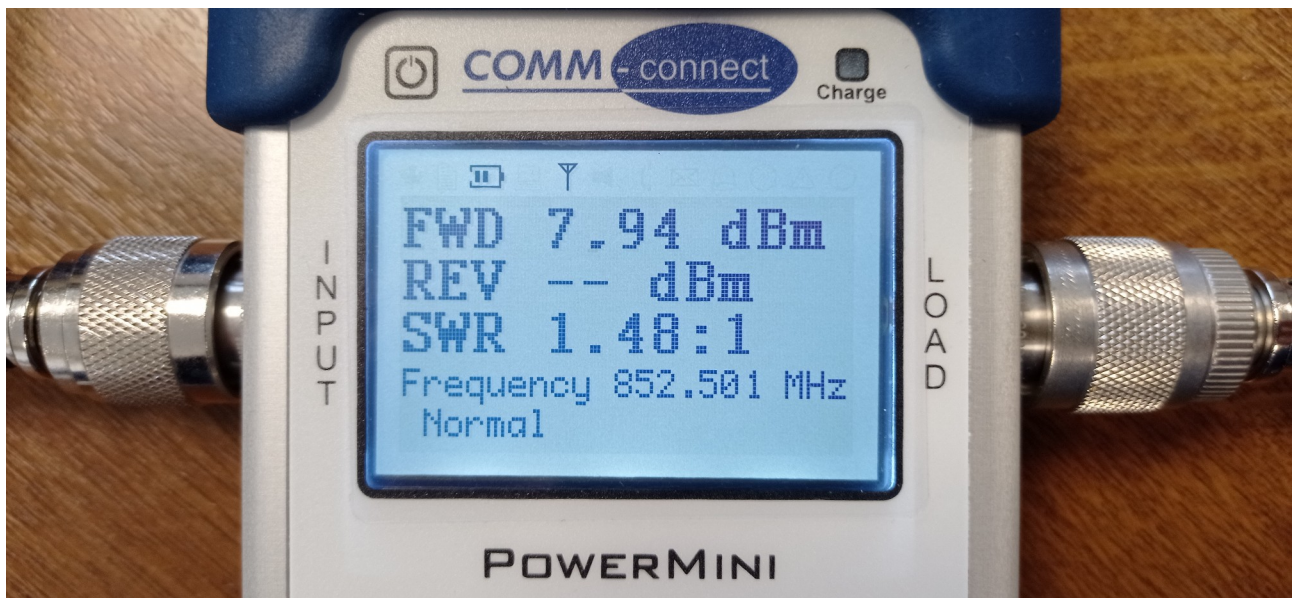 COMM-connect
Charge
FWD 7.94 dBm
REV -- dBm
SWR 1.48:1
Frequency 852.501 MHz
Normal
INPUT
LOAD
POWERMINI